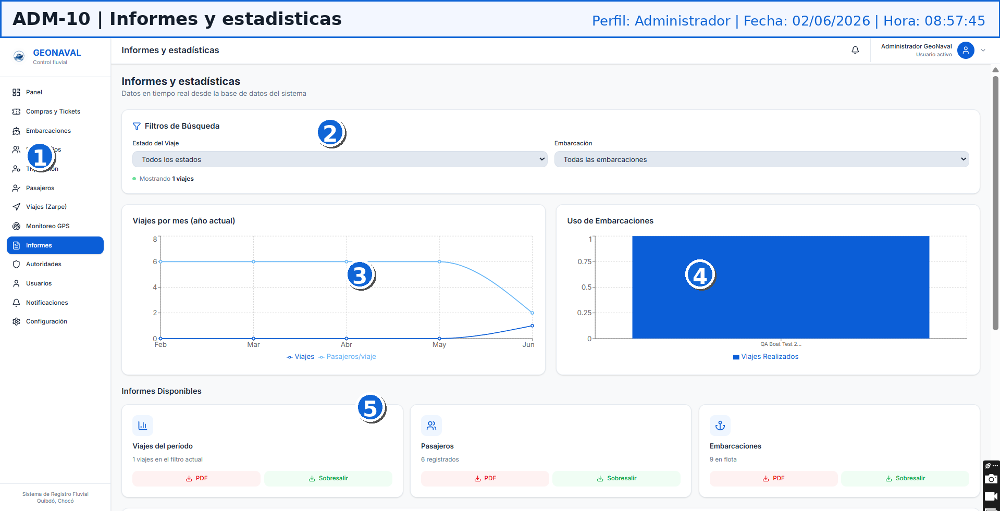 ADM-10 | Informes y estadisticas
Perfil: Administrador | Fecha: 02/06/2026 | Hora: 08:57:45
GEONAVAL
Control fluvial
Informes y estadísticas
Administrador GeoNaval
Usuario activo
Panel
Compras y Tickets
Embarcaciones
1
Pasajeros
Viajes (Zarpe)
Monitoreo GPS
Informes
Autoridades
Usuarios
Notificaciones
Configuración
Sistema de Registro Fluvial
Quibdó, Chocó
Informes y estadísticas
Datos en tiempo real desde la base de datos del sistema
Filtros de Búsqueda
2
Estado del Viaje
Todos los estados
Embarcación
Todas las embarcaciones
Mostrando 1 viajes
Viajes por mes (año actual)
8
6
4
2
0
Feb Mar Abr May Jun
3
Viajes Pasajeros/viaje
Uso de Embarcaciones
1
0.75
0.5
0.25
0
4
QA Boat Test 2...
Viajes Realizados
Informes Disponibles
5
Viajes del período
1 viajes en el filtro actual
PDF Sobresalir
Pasajeros
6 registrados
PDF Sobresalir
Embarcaciones
9 en flota
PDF Sobresalir